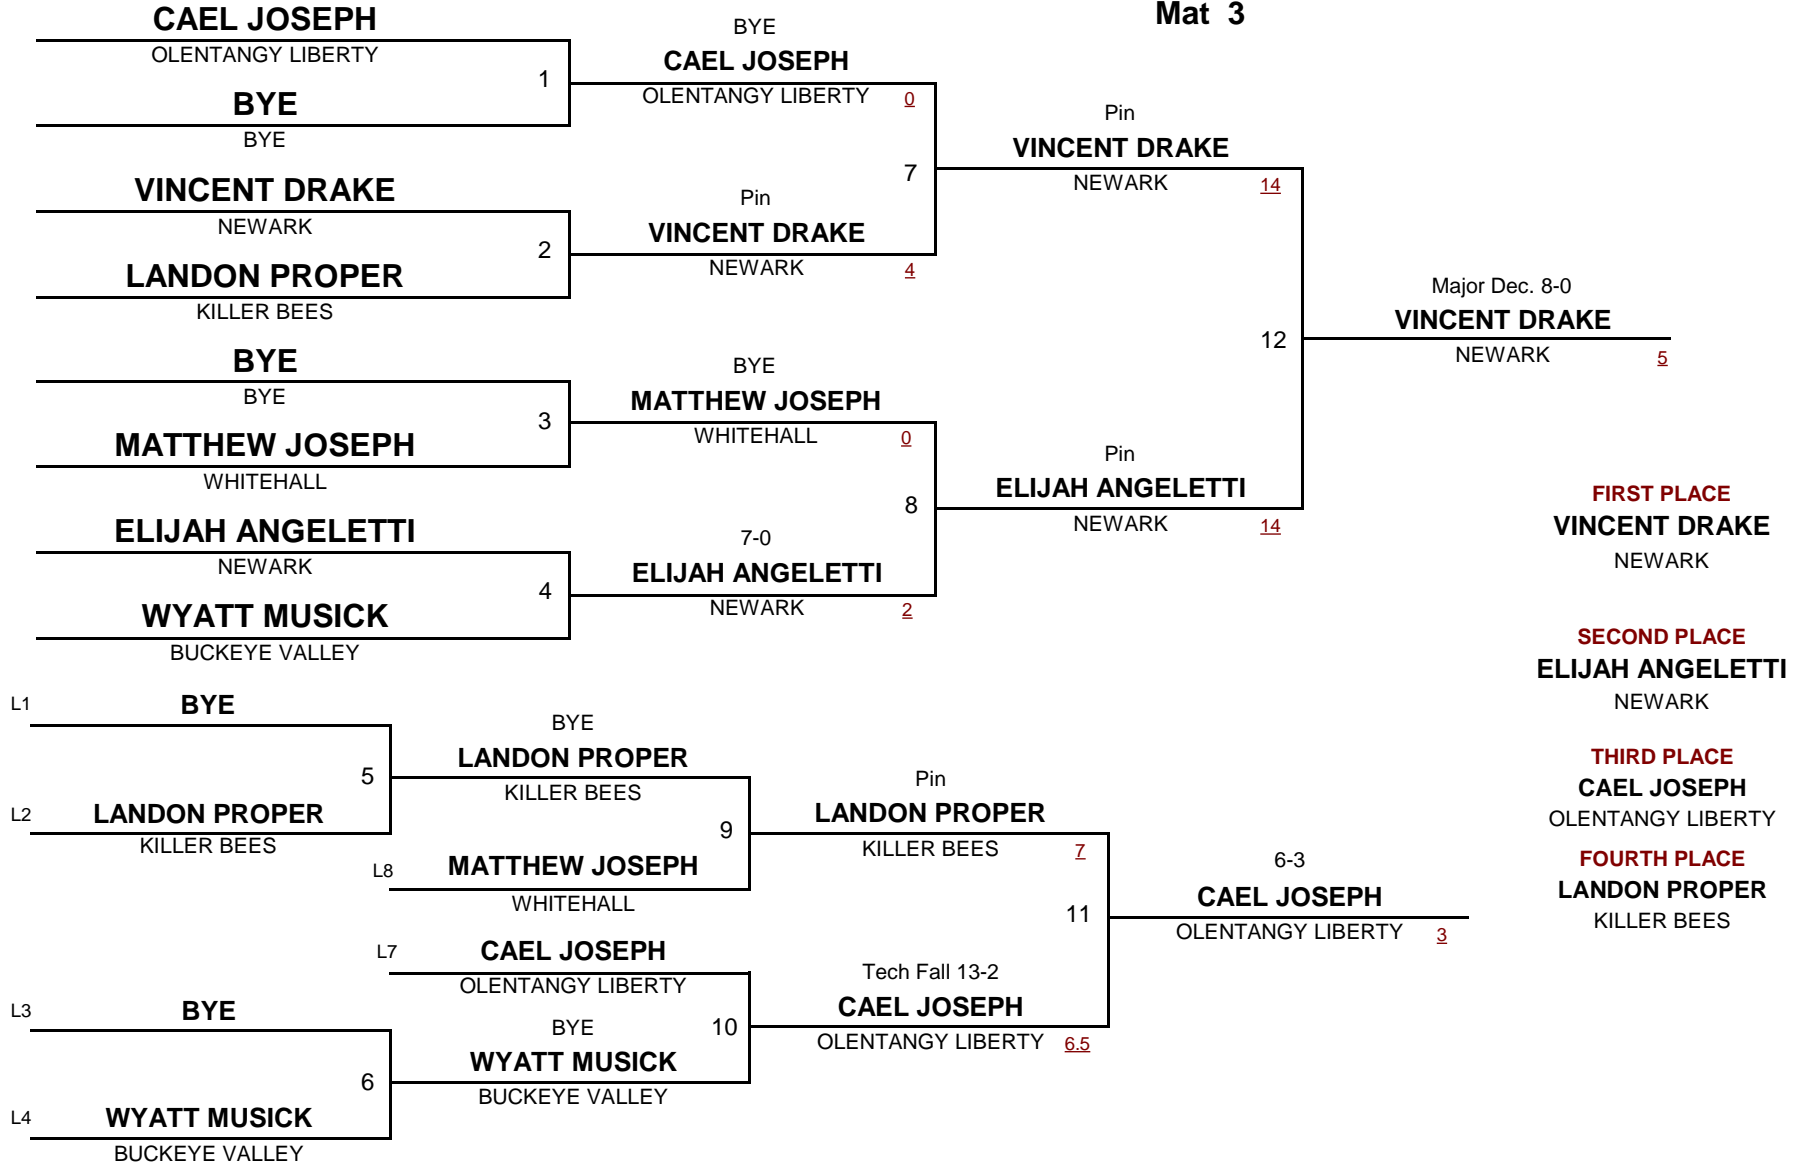 Mat 3
CAEL JOSEPH
OLENTANGY LIBERTY
1
BYE
BYE
VINCENT DRAKE
NEWARK
2
LANDON PROPER
KILLER BEES
BYE
BYE
3
MATTHEW JOSEPH
WHITEHALL
ELIJAH ANGELETTI
NEWARK
4
WYATT MUSICK
BUCKEYE VALLEY
BYE
CAEL JOSEPH
OLENTANGY LIBERTY 0
7
Pin
VINCENT DRAKE
NEWARK 4
BYE
MATTHEW JOSEPH
WHITEHALL 0
8
7-0
ELIJAH ANGELETTI
NEWARK 2
Pin
VINCENT DRAKE
NEWARK 14
12
Pin
ELIJAH ANGELETTI
NEWARK 14
Major Dec. 8-0
VINCENT DRAKE
NEWARK 5
FIRST PLACE
VINCENT DRAKE
NEWARK
SECOND PLACE
ELIJAH ANGELETTI
NEWARK
THIRD PLACE
CAEL JOSEPH
OLENTANGY LIBERTY
FOURTH PLACE
LANDON PROPER
KILLER BEES
L1 BYE
5
L2 LANDON PROPER
KILLER BEES
L3 BYE
6
L4 WYATT MUSICK
BUCKEYE VALLEY
BYE
LANDON PROPER
KILLER BEES
9
L8 MATTHEW JOSEPH
WHITEHALL
L7 CAEL JOSEPH
OLENTANGY LIBERTY
10
BYE
WYATT MUSICK
BUCKEYE VALLEY
Pin
LANDON PROPER
KILLER BEES 7
11
Tech Fall 13-2
CAEL JOSEPH
OLENTANGY LIBERTY 6.5
6-3
CAEL JOSEPH
OLENTANGY LIBERTY 3